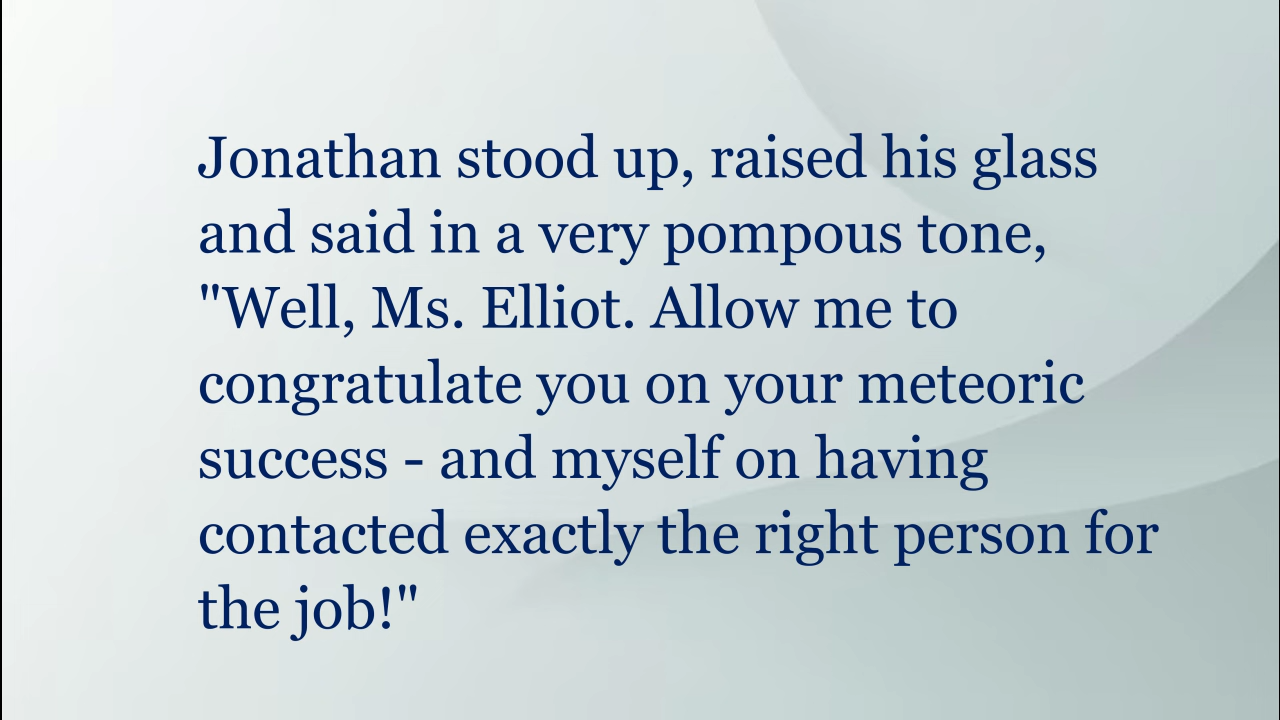 Jonathan stood up, raised his glass
and said in a very pompous tone,
"Well, Ms. Elliot. Allow me to
congratulate you on your meteoric
success - and myself on having
contacted exactly the right person for
the job!"